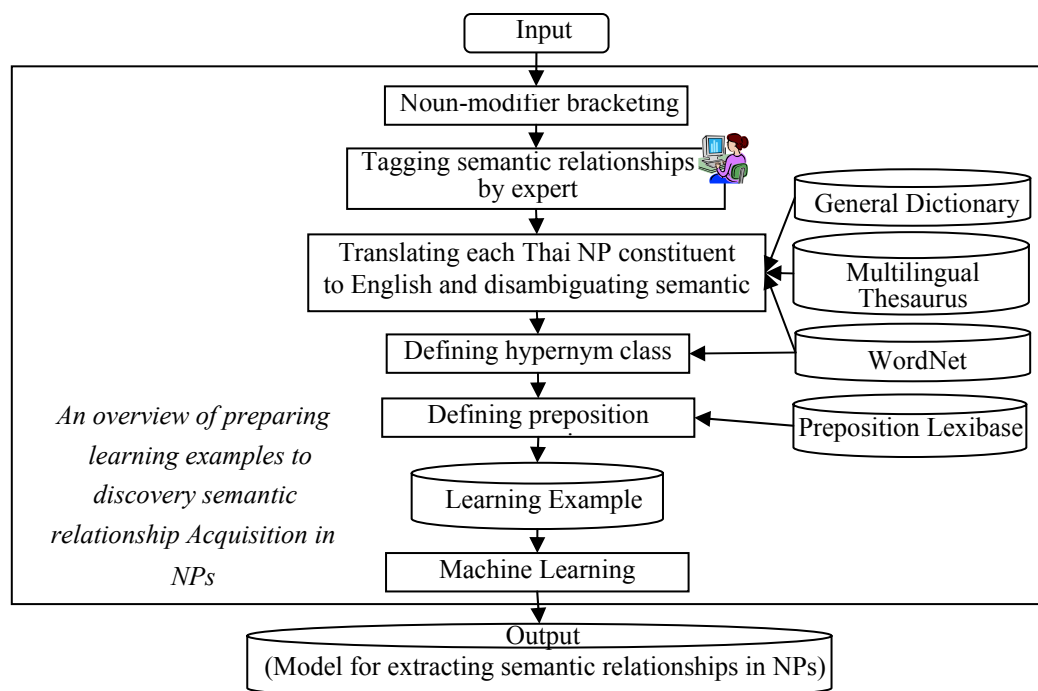 Input
Noun-modifier bracketing
Tagging semantic relationships
by expert
General Dictionary
Translating each Thai NP constituent
to English and disambiguating semantic
Multilingual
Thesaurus
Defining hypernym class
WordNet
Defining preposition
Preposition Lexibase
An overview of preparing
learning examples to
discovery semantic
relationship Acquisition in
NPs
Learning Example
Machine Learning
Output
(Model for extracting semantic relationships in NPs)